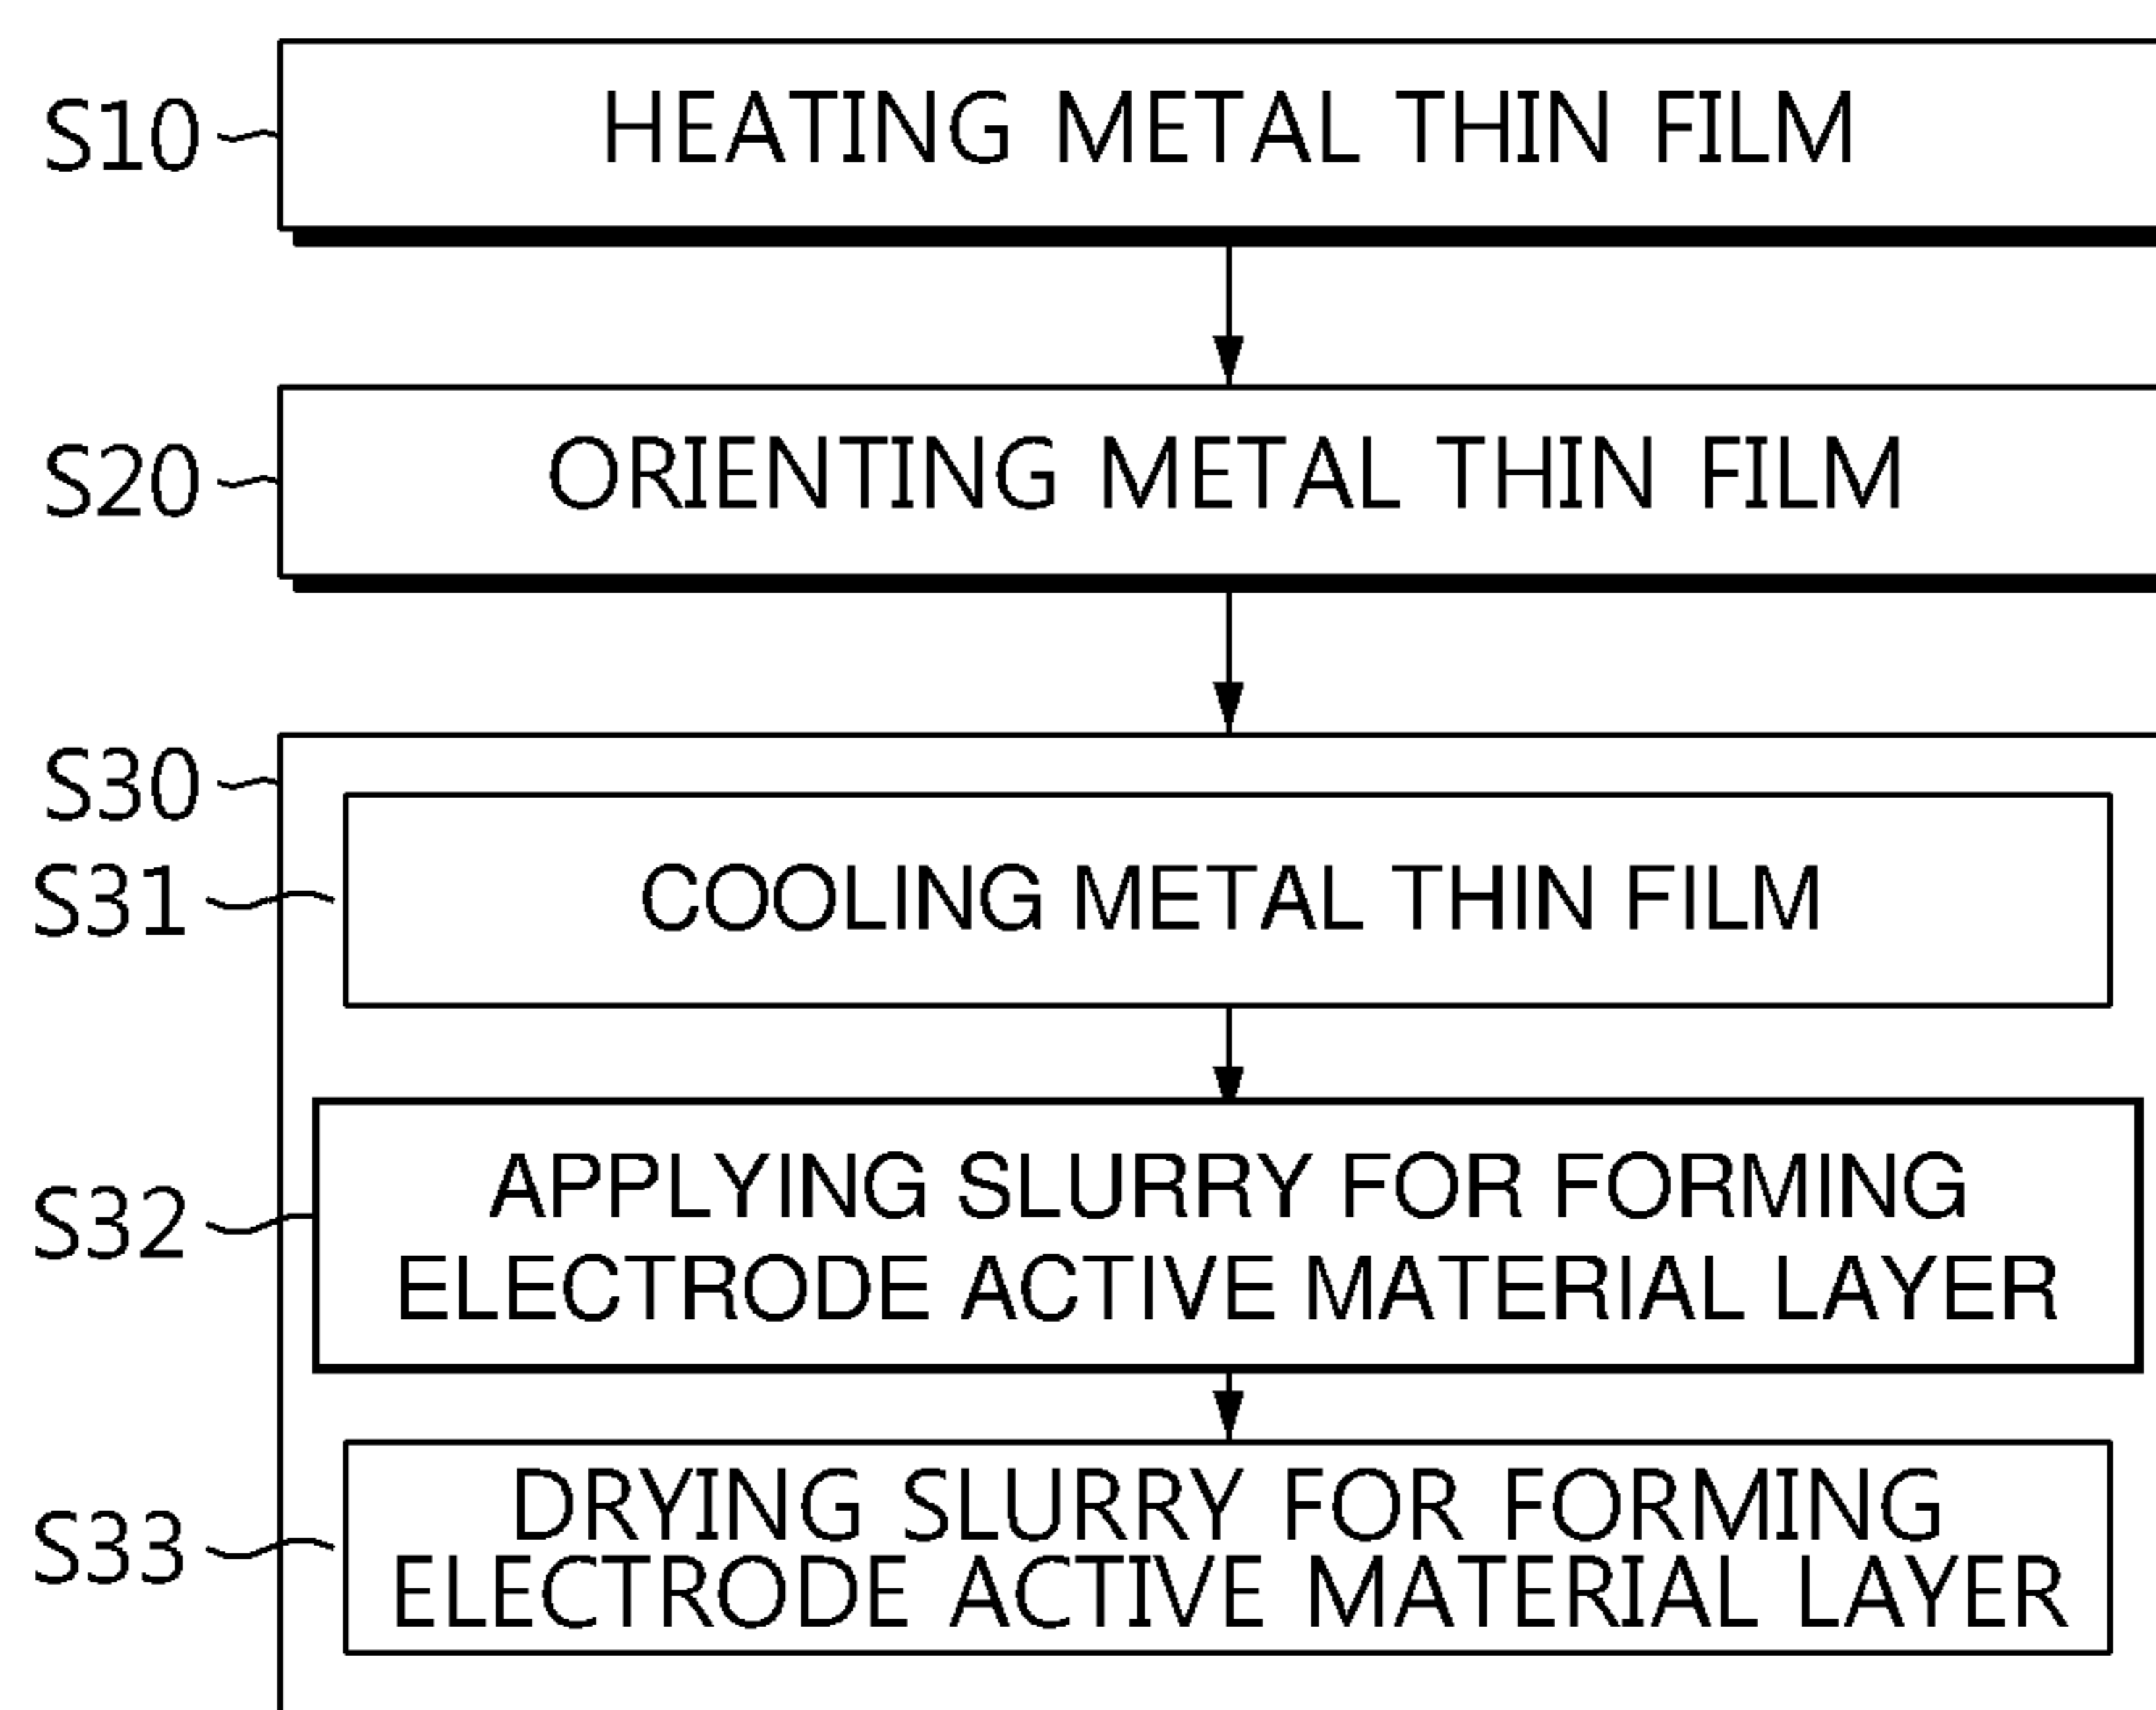 S10 HEATING METAL THIN FILM
S20 ORIENTING METAL THIN FILM
S30
S31 COOLING METAL THIN FILM
S32 APPLYING SLURRY FOR FORMING
ELECTRODE ACTIVE MATERIAL LAYER
S33 DRYING SLURRY FOR FORMING
ELECTRODE ACTIVE MATERIAL LAYER